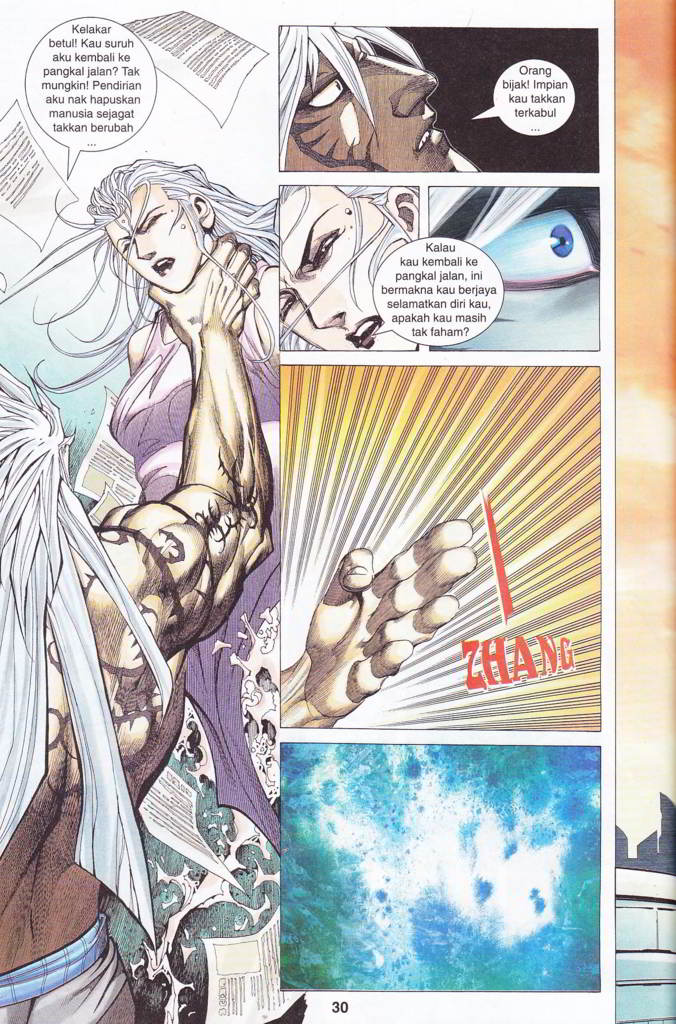 Kelakar
betul! Kau suruh
aku kembali ke
pangkal jalan? Tak
mungkin! Pendirian
aku nak hapuskan
manusia sejagat
takkan berubah
...
Orang
bijak! Impian
kau takkan
terkabul
...
Kalau
kau kembali ke
pangkal jalan, ini
bermakna kau berjaya
selamatkan diri kau,
apakah kau masih
tak faham?
ZHANG
30